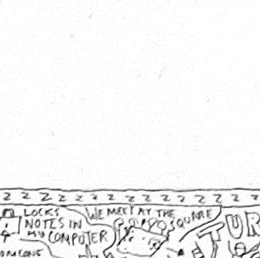 Z Z Z Z Z Z Z Z Z Z Z Z Z
LOCKS
NOTES IN
MY COMPUTER
WE MEET AT THE
SQUARE
TUR